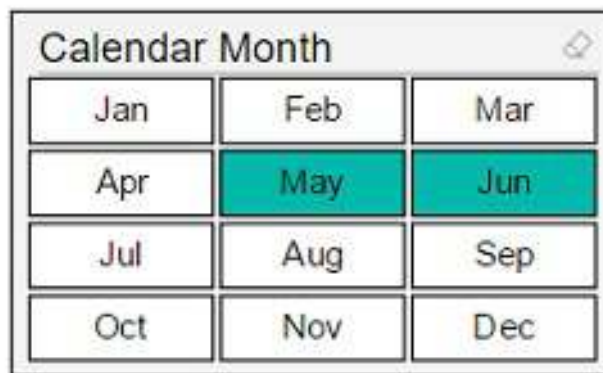 Calendar Month
Jan Feb Mar
Apr May Jun
Jul Aug Sep
Oct Nov Dec